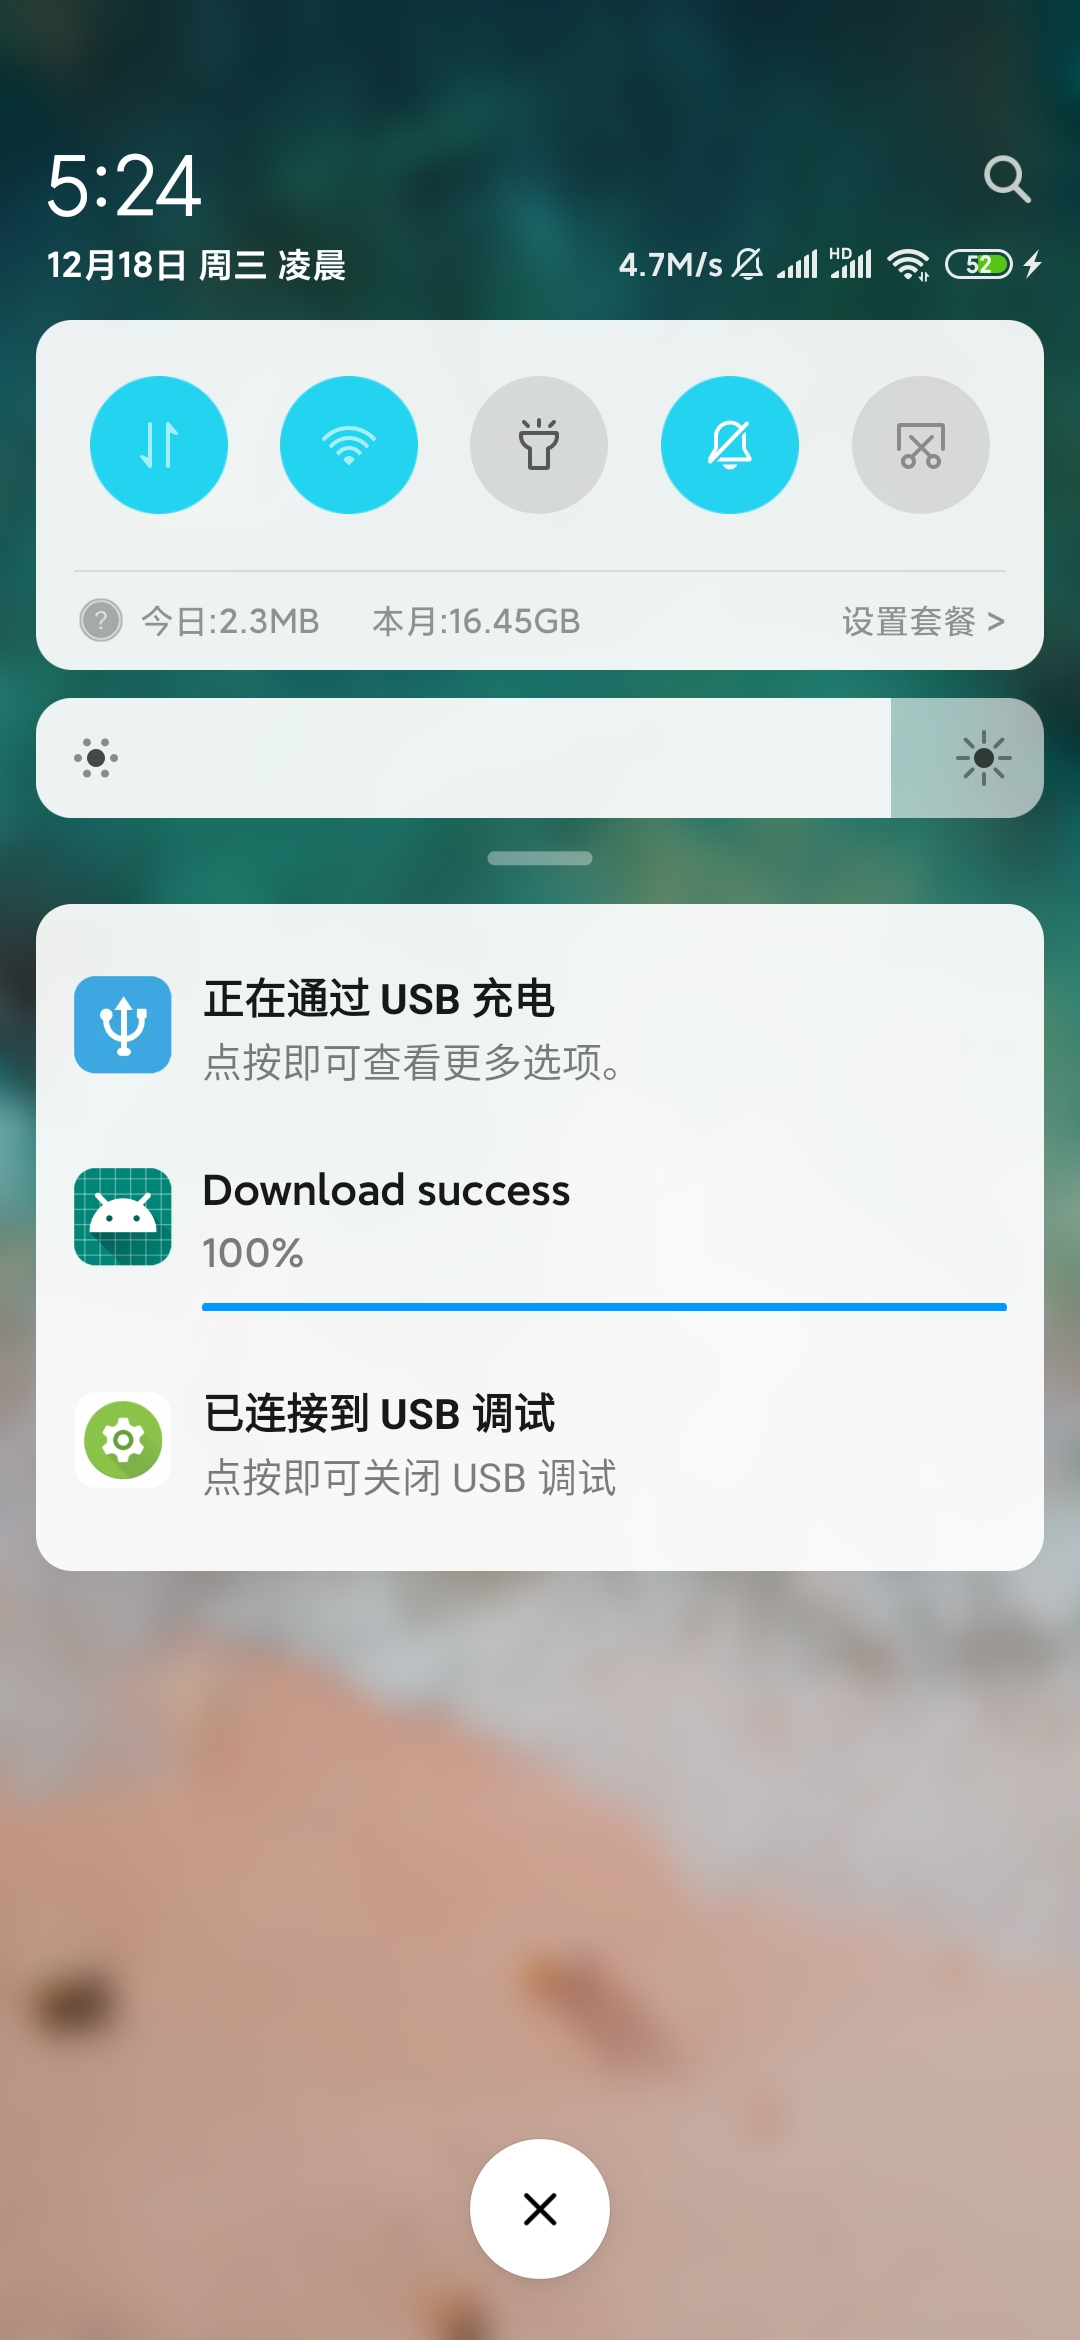 5:24
12月18日 周三 凌晨
4.7M/s HD 52
今日:2.3MB 本月:16.45GB 设置套餐 >
正在通过 USB 充电
点按即可查看更多选项。
Download success
100%
已连接到 USB 调试
点按即可关闭 USB 调试